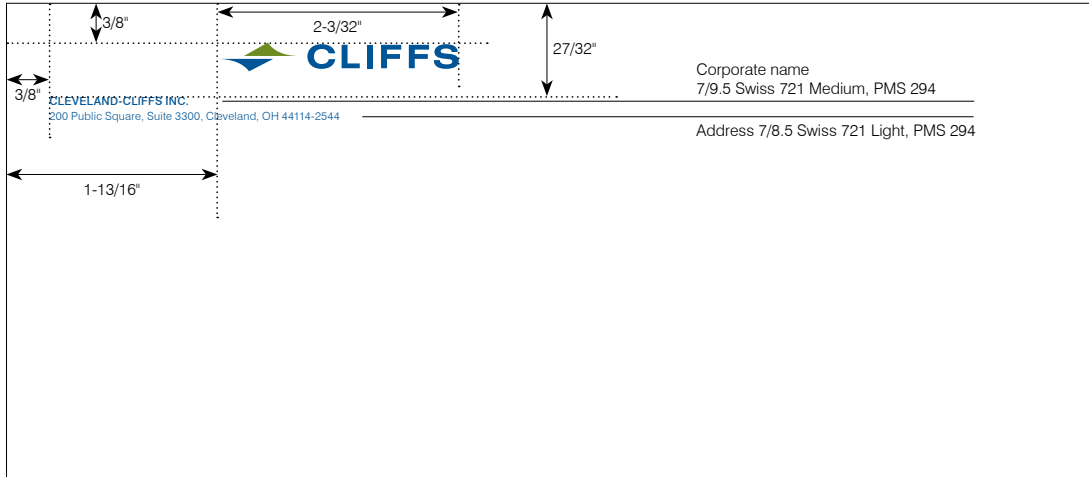 3/8"
2-3/32"
27/32"
CLIFFS
Corporate name
7/9.5 Swiss 721 Medium, PMS 294
3/8"
CLEVELAND-CLIFFS INC.
200 Public Square, Suite 3300, Cleveland, OH 44114-2544
Address 7/8.5 Swiss 721 Light, PMS 294
1-13/16"